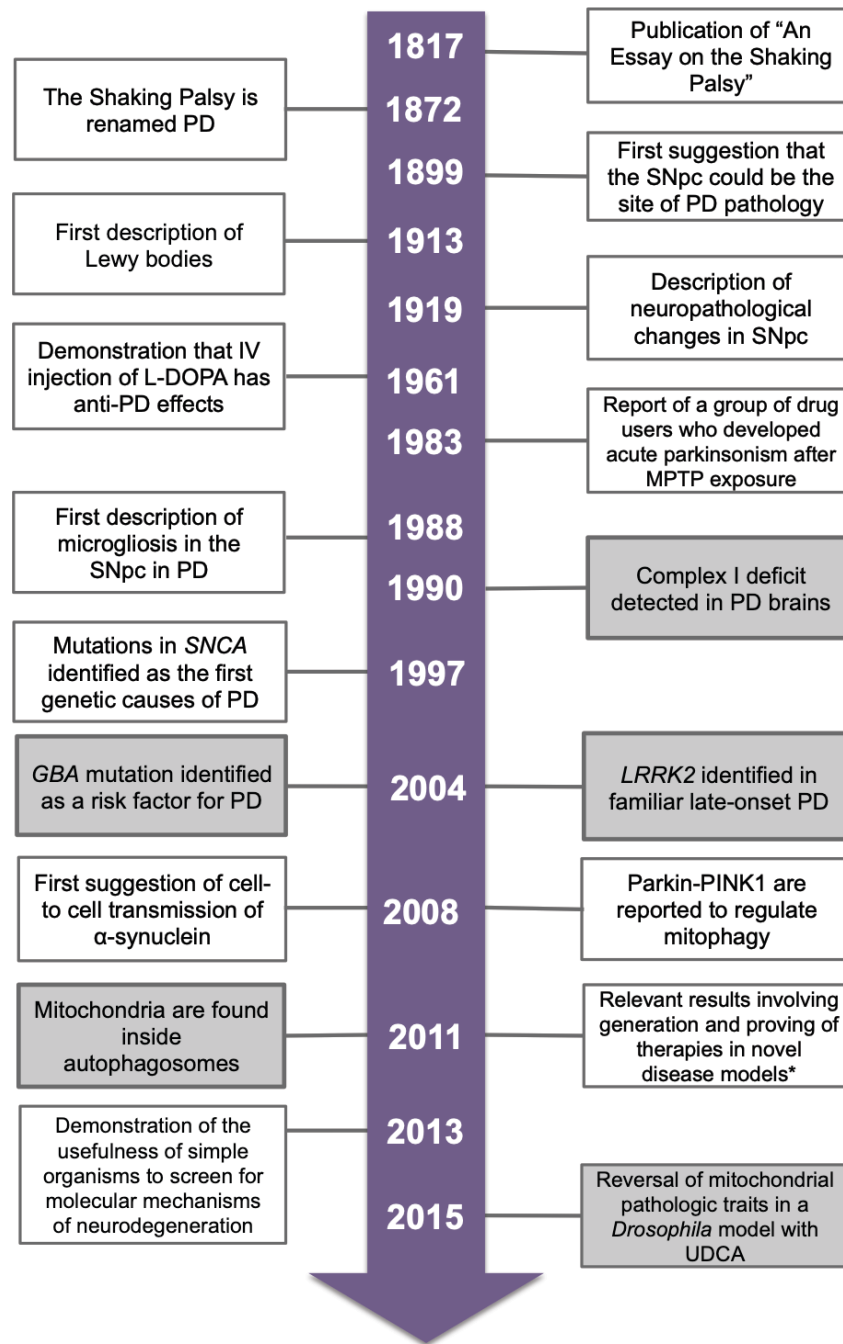 1817
Publication of “An
Essay on the Shaking
Palsy”
The Shaking Palsy is
renamed PD
1872
1899
First suggestion that
the SNpc could be the
site of PD pathology
First description of
Lewy bodies
1913
1919
Description of
neuropathological
changes in SNpc
Demonstration that IV
injection of L-DOPA has
anti-PD effects
1961
1983
Report of a group of drug
users who developed
acute parkinsonism after
MPTP exposure
First description of
microgliosis in the
SNpc in PD
1988
1990
Complex I deficit
detected in PD brains
Mutations in SNCA
identified as the first
genetic causes of PD
1997
GBA mutation identified
as a risk factor for PD
2004
LRRK2 identified in
familiar late-onset PD
First suggestion of cell-
to cell transmission of
α-synuclein
2008
Parkin-PINK1 are
reported to regulate
mitophagy
Mitochondria are found
inside
autophagosomes
2011
Relevant results involving
generation and proving of
therapies in novel
disease models*
Demonstration of the
usefulness of simple
organisms to screen for
molecular mechanisms
of neurodegeneration
2013
2015
Reversal of mitochondrial
pathologic traits in a
Drosophila model with
UDCA